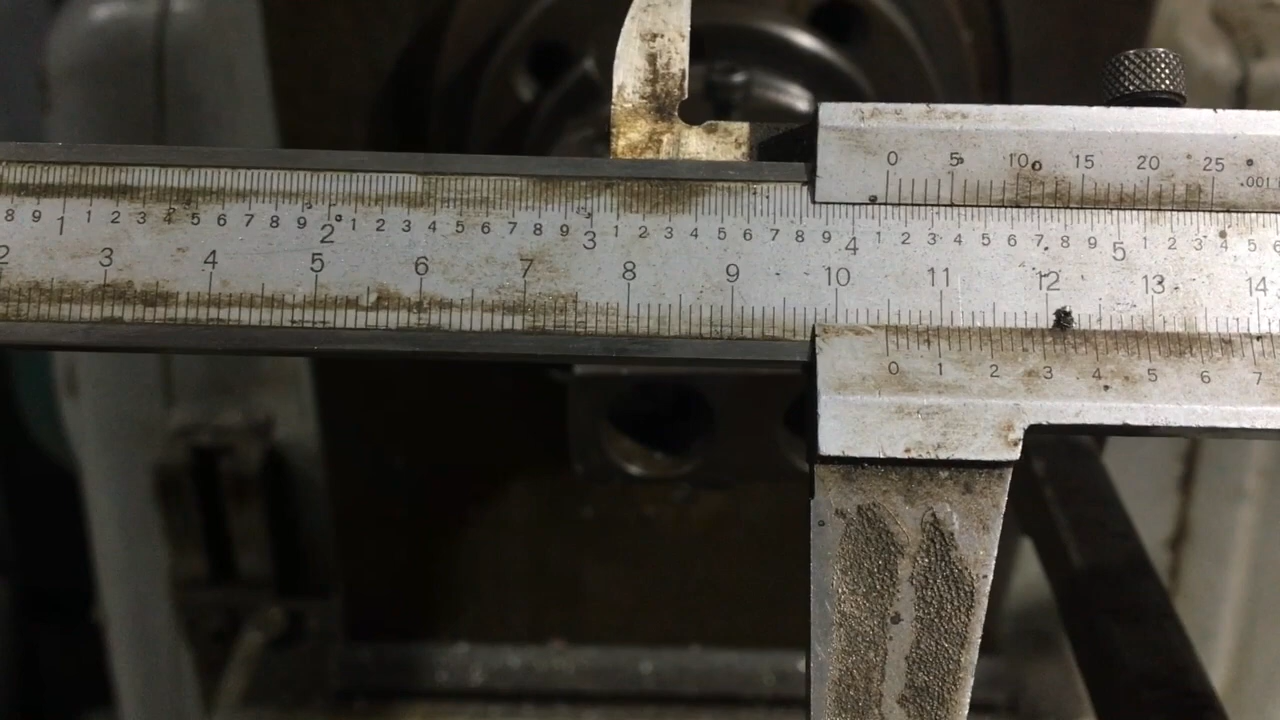 0 5 10 15 20 25
.001
8 9 1 1 2 3 4 5 6 7 8 9 2 1 2 3 4 5 6 7 8 9 3 1 2 3 4 5 6 7 8 9 4 1 2 3 4 5 6 7 8 9 5 1 2 3 4 5 6
2 3 4 5 6 7 8 9 10 11 12 13 14
0 1 2 3 4 5 6 7